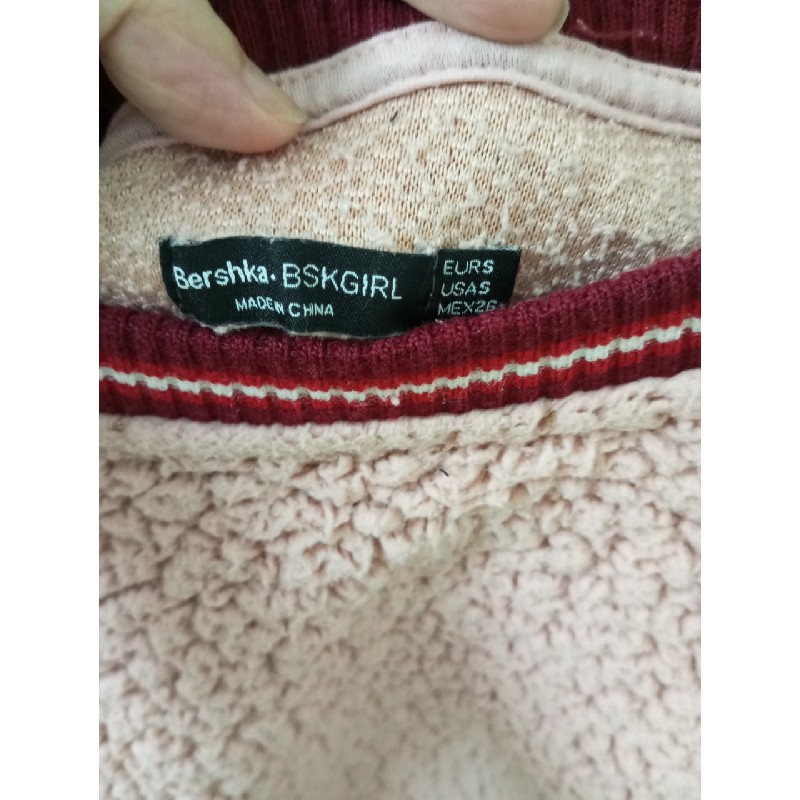 Bershka· BSKGIRL
MADE IN CHINA
EUR S
USA S
MEX 26